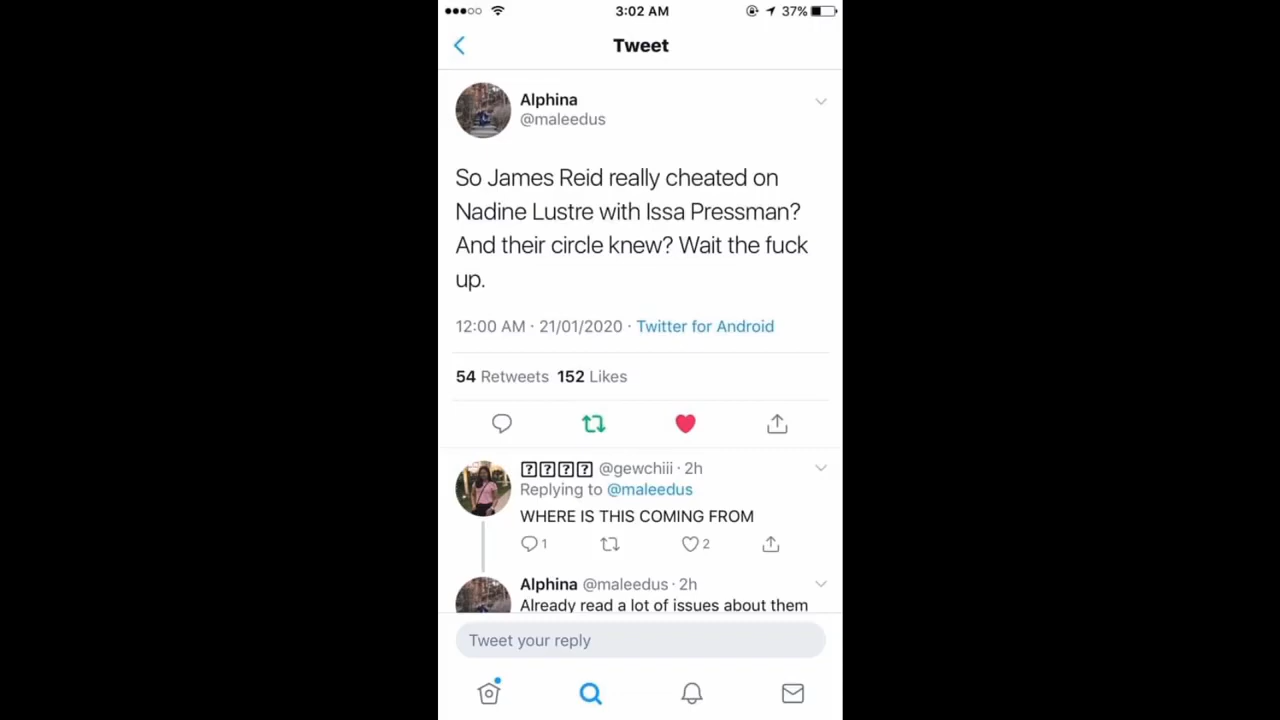 3:02 AM
37%
Tweet
Alphina
@maleedus
So James Reid really cheated on
Nadine Lustre with Issa Pressman?
And their circle knew? Wait the fuck
up.
12:00 AM · 21/01/2020 · Twitter for Android
54 Retweets 152 Likes
@gewchiii · 2h
Replying to @maleedus
WHERE IS THIS COMING FROM
1
2
Alphina @maleedus · 2h
Already read a lot of issues about them
Tweet your reply